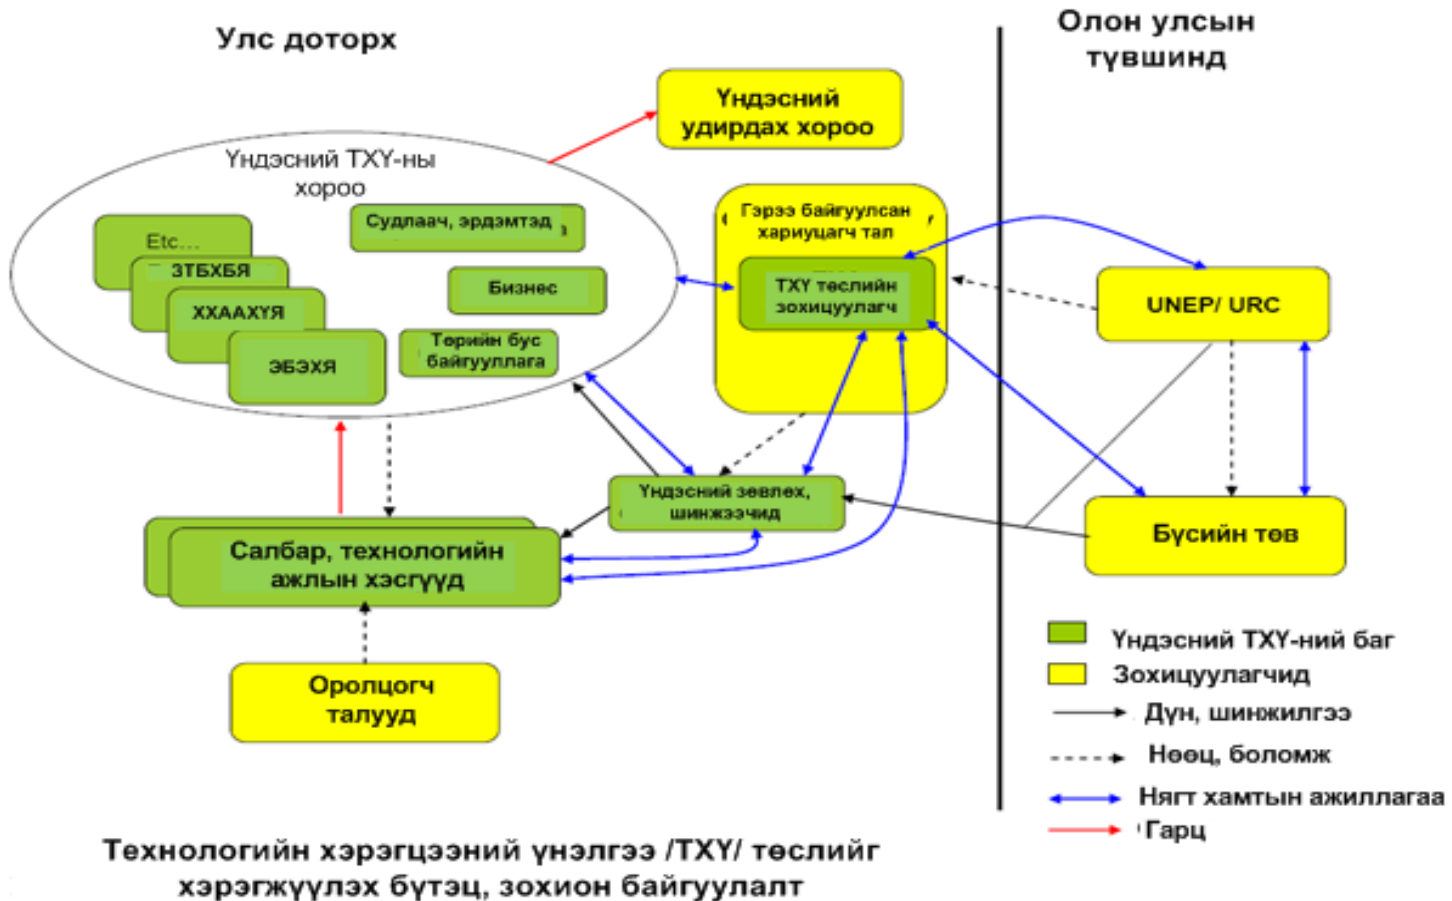 Улс доторх
Олон улсын
түвшинд
Үндэсний
удирдах хороо
Үндэсний ТХҮ-ны
хороо
Судлаач, эрдэмтэд
Etc...
ЗТБХБЯ
ХХААХҮЯ
ЭБЭХЯ
Бизнес
Төрийн бус
байгууллага
Гэрээ байгуулсан
хариуцагч тал
ТХҮ төслийн
зохицуулагч
UNEP/ URC
Үндэсний зөвлөх,
шинжээчид
Бүсийн төв
Салбар, технологийн
ажлын хэсгүүд
Оролцогч
талууд
Үндэсний ТХҮ-ний баг
Зохицуулагчид
Дүн, шинжилгээ
Нөөц, боломж
Нягт хамтын ажиллагаа
Гарц
Технологийн хэрэгцээний үнэлгээ /ТХҮ/ төслийг
хэрэгжүүлэх бүтэц, зохион байгуулалт